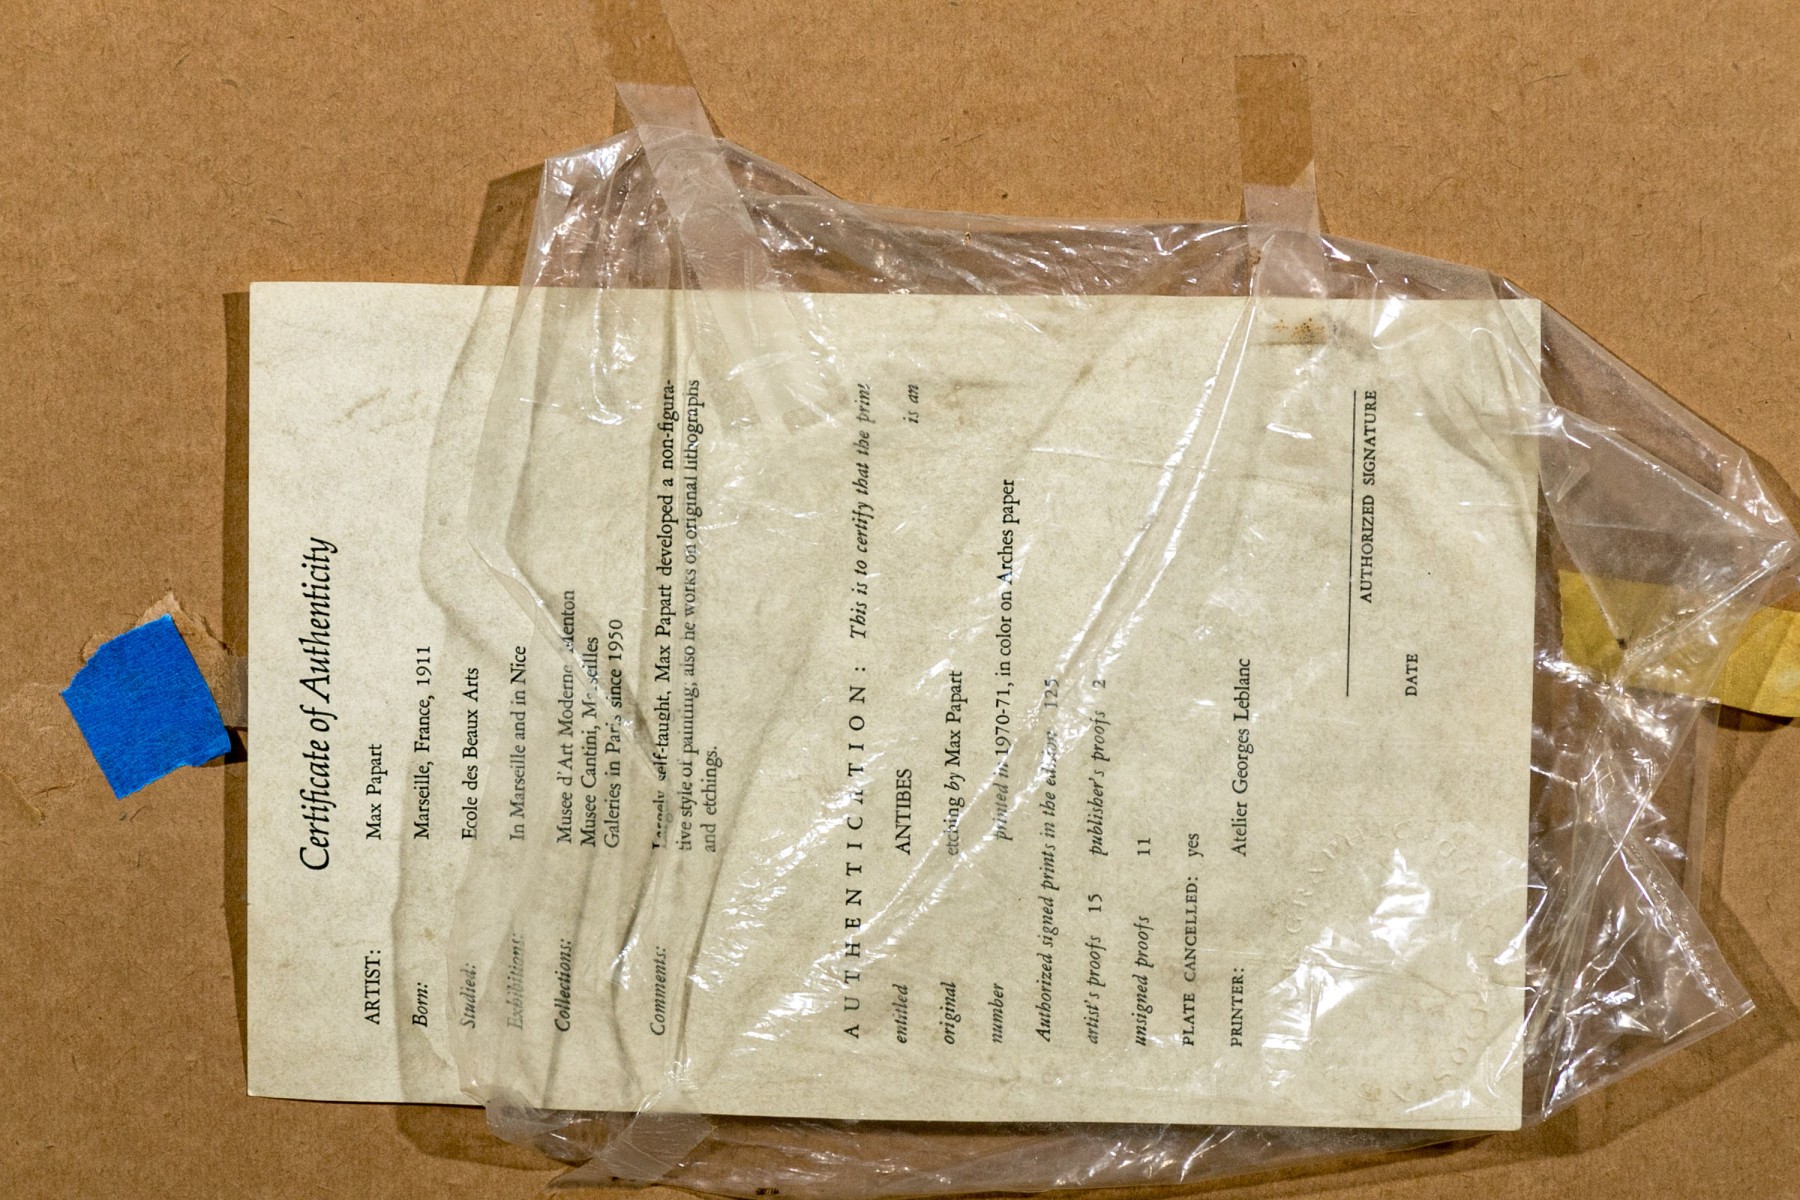 Certificate of Authenticity
ARTIST: Max Papart
Born: Marseille, France, 1911
Studied: Ecole des Beaux Arts
Exhibitions: In Marseille and in Nice
Collections: Musee d'Art Moderne Menton
Musee Cantini, Marseilles
Galeries in Paris since 1950
Comments: Largely self-taught, Max Papart developed a non-figura-
tive style of painting; also he works on original lithographs
and etchings.
AUTHENTICATION: This is to certify that the print
entitled ANTIBES is an
original etching by Max Papart
number printed in 1970-71, in color on Arches paper
Authorized signed prints in the edition 125
artist's proofs 15 publisher's proofs 2
unsigned proofs 11
PLATE CANCELLED: yes
PRINTER: Atelier Georges Leblanc
AUTHORIZED SIGNATURE
DATE